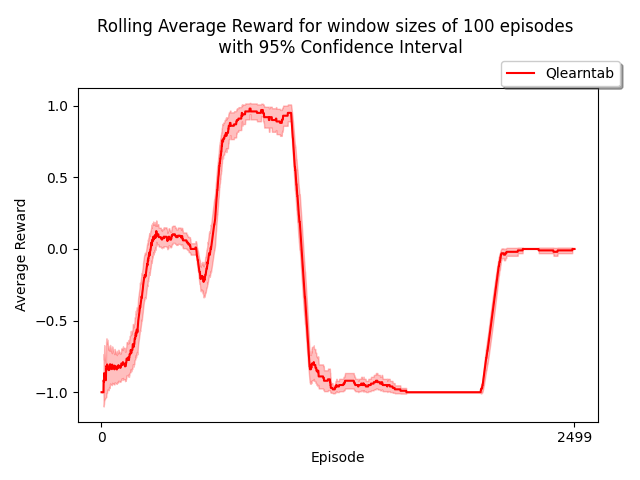 Rolling Average Reward for window sizes of 100 episodes
with 95% Confidence Interval
Qlearntab
1.0
0.5
0.0
−0.5
−1.0
Average Reward
0
2499
Episode